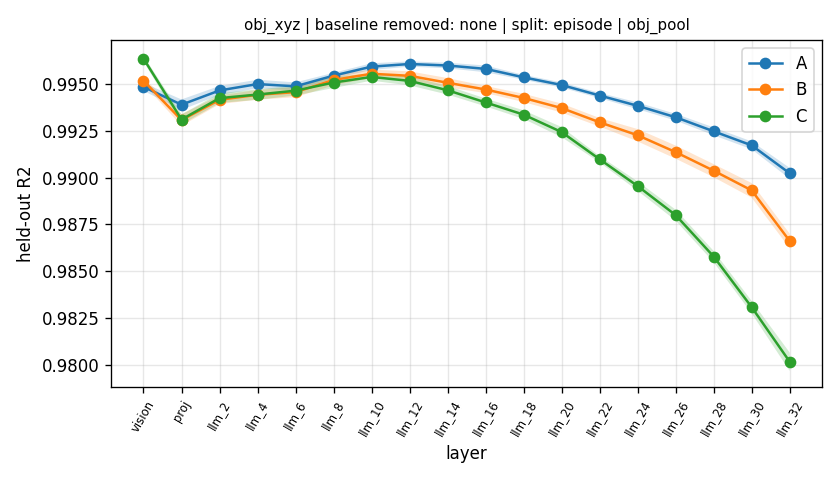 obj_xyz | baseline removed: none | split: episode | obj_pool
A
B
C
held-out R2
0.9950
0.9925
0.9900
0.9875
0.9850
0.9825
0.9800
vision
proj
llm_2
llm_4
llm_6
llm_8
llm_10
llm_12
llm_14
llm_16
llm_18
llm_20
llm_22
llm_24
llm_26
llm_28
llm_30
llm_32
layer